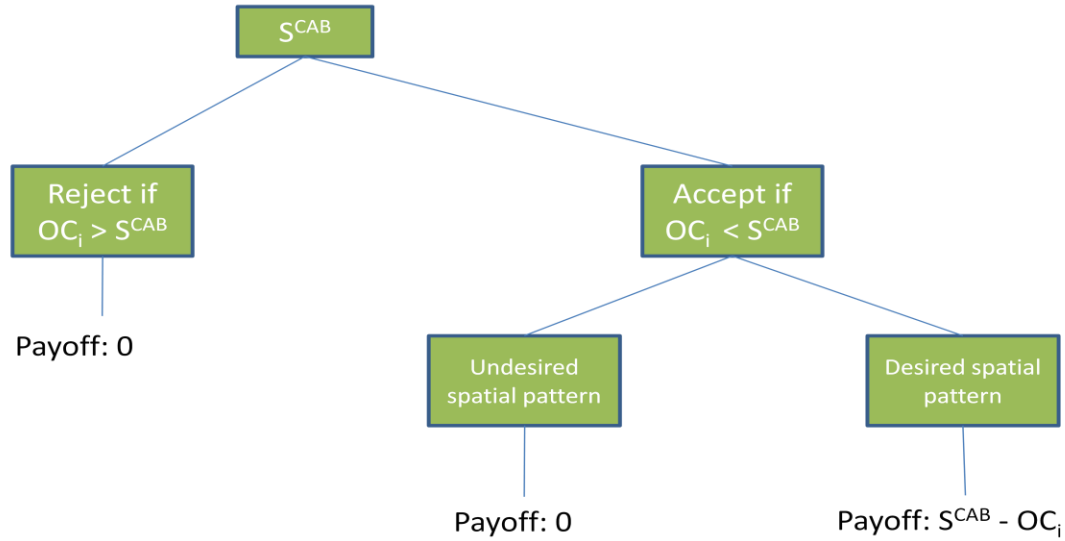 S^CAB
Reject if
OC_i > S^CAB
Accept if
OC_i < S^CAB
Payoff: 0
Undesired
spatial pattern
Desired spatial
pattern
Payoff: 0
Payoff: S^CAB - OC_i